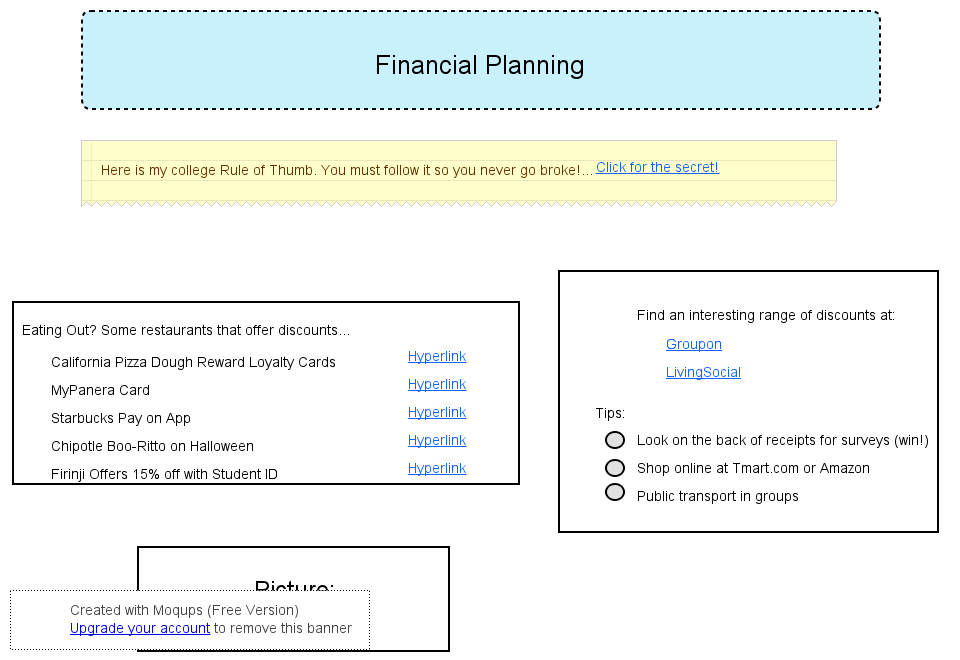 Financial Planning
Here is my college Rule of Thumb. You must follow it so you never go broke!... Click for the secret!
Eating Out? Some restaurants that offer discounts...
California Pizza Dough Reward Loyalty Cards Hyperlink
MyPanera Card Hyperlink
Starbucks Pay on App Hyperlink
Chipotle Boo-Ritto on Halloween Hyperlink
Firinji Offers 15% off with Student ID Hyperlink
Find an interesting range of discounts at:
Groupon
LivingSocial
Tips:
Look on the back of receipts for surveys (win!)
Shop online at Tmart.com or Amazon
Public transport in groups
Picture:
Created with Moqups (Free Version)
Upgrade your account to remove this banner